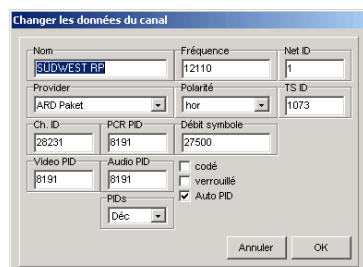 Changer les données du canal
Nom Fréquence Net ID
SÜDWEST RP 12110 1
Provider Polarité TS ID
ARD Paket hor 1073
Ch. ID PCR PID Débit symbole
28231 8191 27500
Video PID Audio PID codé
8191 8191 verrouillé
PIDs Auto PID
Déc
Annuler OK